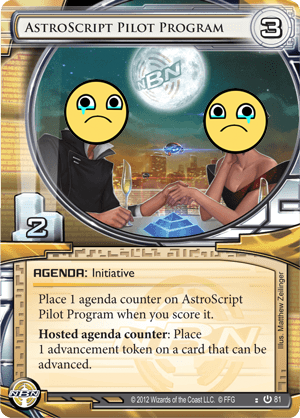 AstroScript Pilot Program
3
NBN
2
AGENDA: Initiative
Place 1 agenda counter on AstroScript
Pilot Program when you score it.
Hosted agenda counter: Place
1 advancement token on a card that can be
advanced.
Illus. Matthew Zeilinger
NBN
© 2012 Wizards of the Coast LLC. © FFG
81